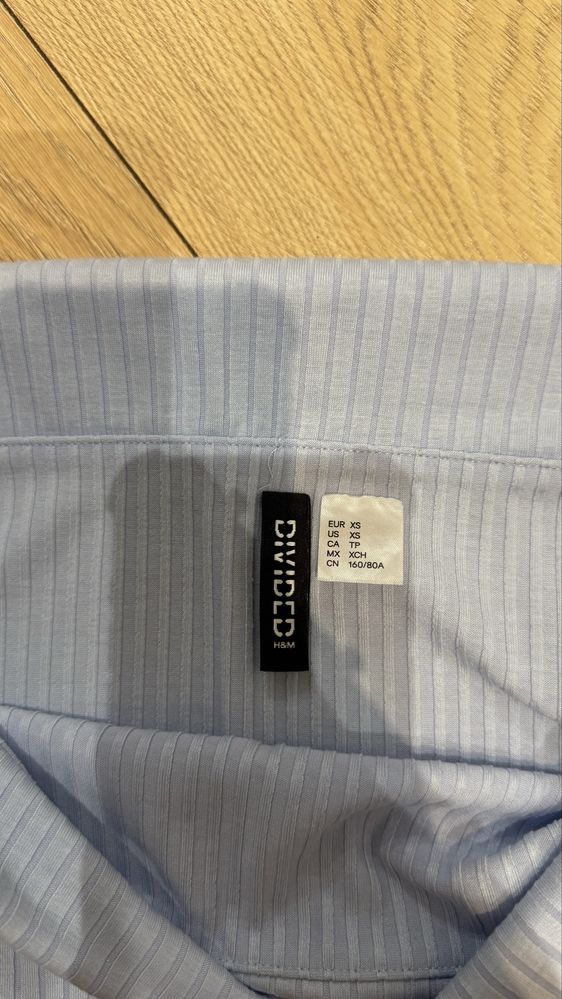 DIVIDED
H&M
EUR XS
US XS
CA TP
MX XCH
CN 160/80A